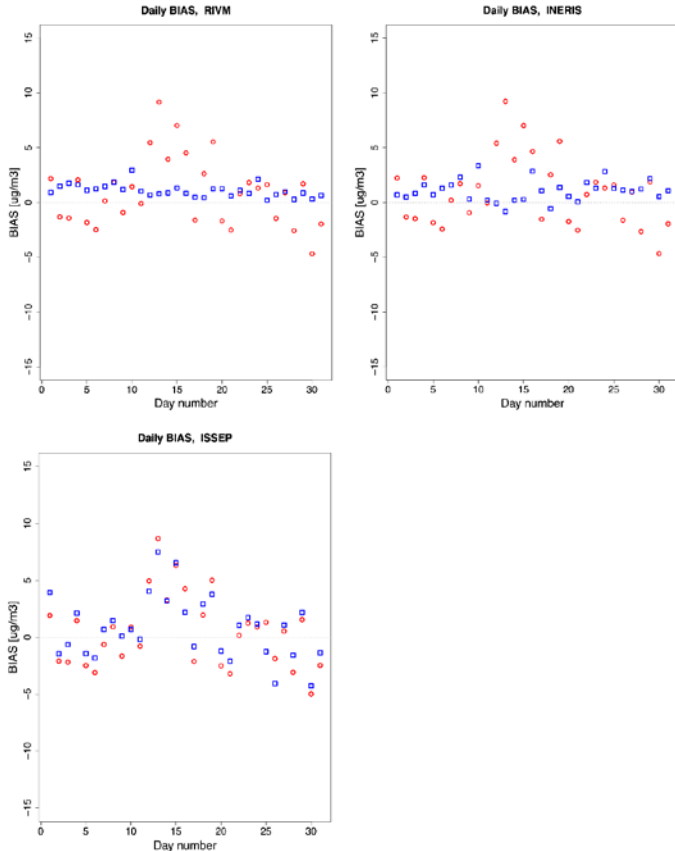 Daily BIAS, RIVM
BIAS [ug/m3]
15
10
5
0
−5
−10
−15
0 5 10 15 20 25 30
Day number
Daily BIAS, INERIS
BIAS [ug/m3]
15
10
5
0
−5
−10
−15
0 5 10 15 20 25 30
Day number
Daily BIAS, ISSEP
BIAS [ug/m3]
15
10
5
0
−5
−10
−15
0 5 10 15 20 25 30
Day number